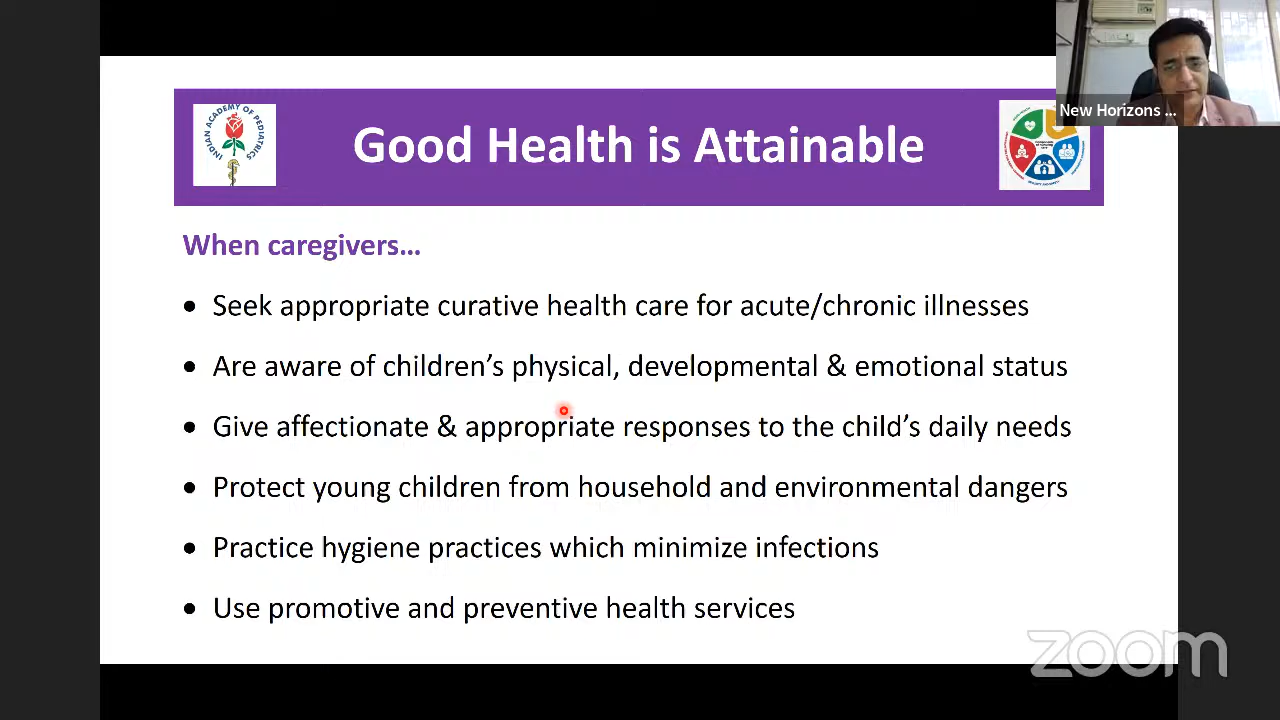 INDIAN ACADEMY OF PEDIATRICS
Good Health is Attainable
New Horizons ...
When caregivers...
• Seek appropriate curative health care for acute/chronic illnesses
• Are aware of children’s physical, developmental & emotional status
• Give affectionate & appropriate responses to the child’s daily needs
• Protect young children from household and environmental dangers
• Practice hygiene practices which minimize infections
• Use promotive and preventive health services
zoom